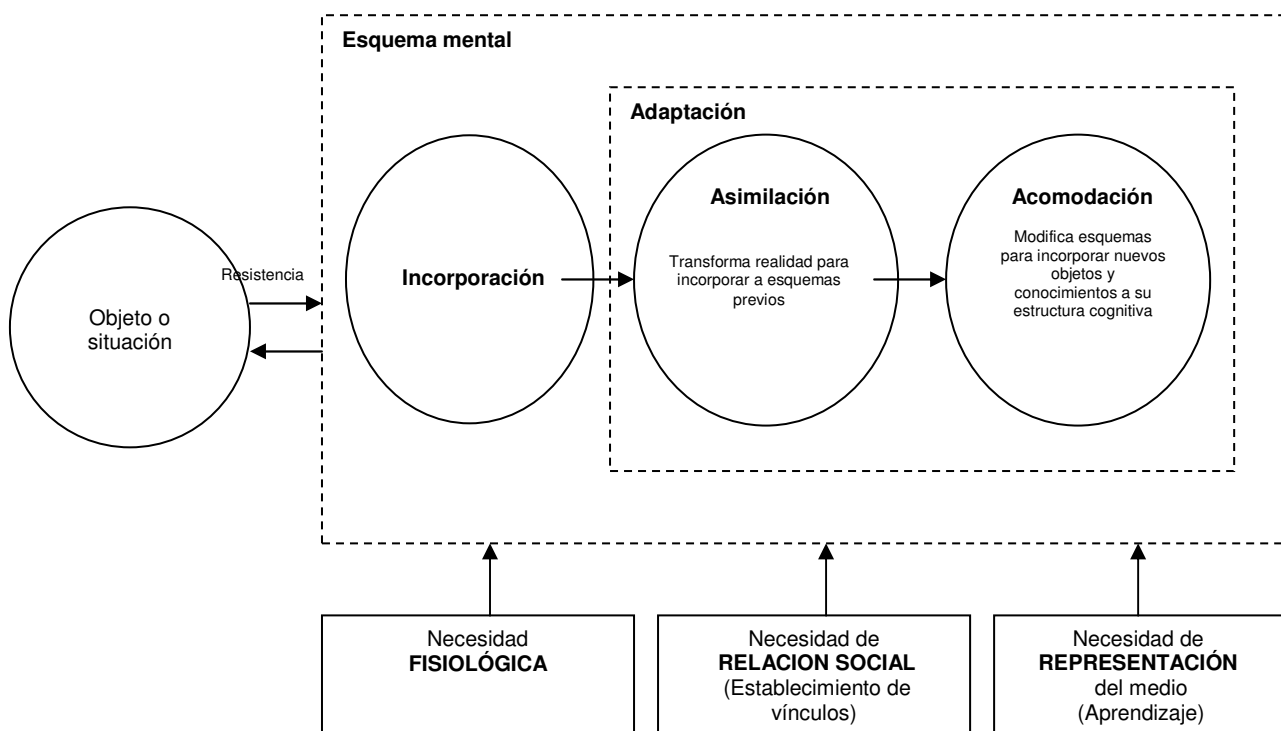 Esquema mental
Adaptación
Asimilación
Transforma realidad para
incorporar a esquemas
previos
Acomodación
Modifica esquemas
para incorporar nuevos
objetos y
conocimientos a su
estructura cognitiva
Incorporación
Resistencia
Objeto o
situación
Necesidad
FISIOLÓGICA
Necesidad de
RELACION SOCIAL
(Establecimiento de
vínculos)
Necesidad de
REPRESENTACIÓN
del medio
(Aprendizaje)